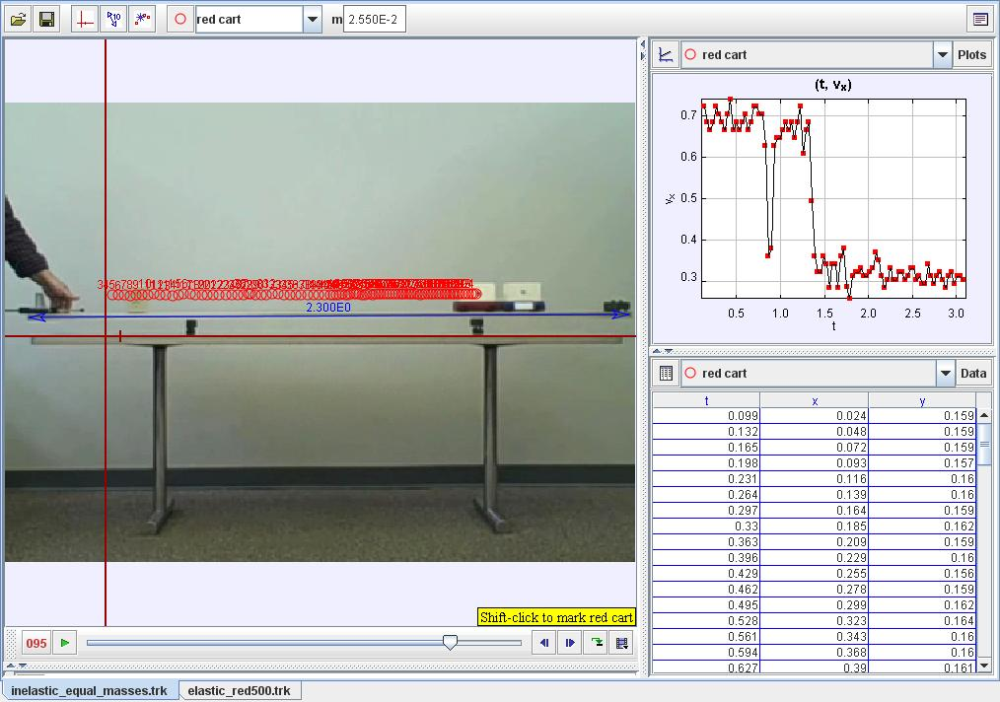 red cart m 2.550E-2
red cart Plots
(t, vx)
0.7
0.6
0.5
0.4
0.3
vx
0.5 1.0 1.5 2.0 2.5 3.0
t
2.300E0
red cart Data
t x y
0.099 0.024 0.159
0.132 0.048 0.159
0.165 0.072 0.159
0.198 0.093 0.157
0.231 0.116 0.16
0.264 0.139 0.16
0.297 0.164 0.159
0.33 0.185 0.162
0.363 0.209 0.159
0.396 0.229 0.16
0.429 0.255 0.156
0.462 0.278 0.159
0.495 0.299 0.162
0.528 0.323 0.164
0.561 0.343 0.16
0.594 0.368 0.16
0.627 0.39 0.161
Shift-click to mark red cart
095
inelastic_equal_masses.trk elastic_red500.trk